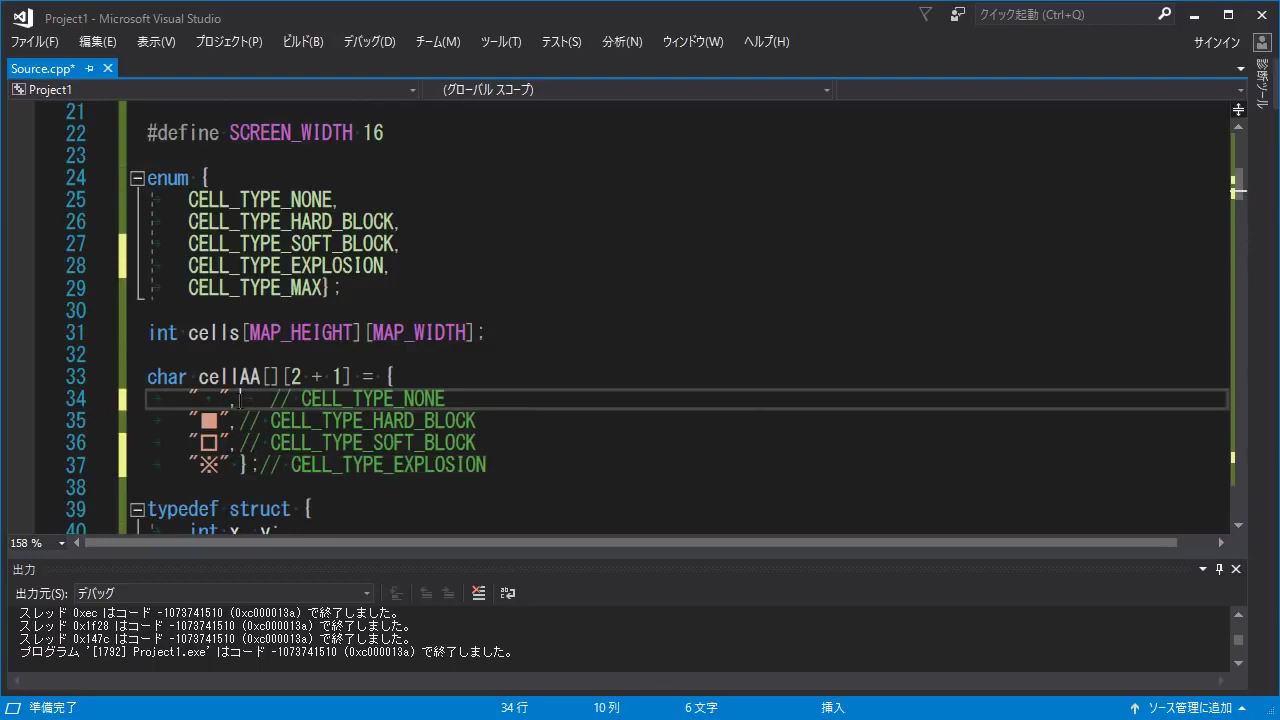 Project1 - Microsoft Visual Studio
クイック起動 (Ctrl+Q)
ファイル(F) 編集(E) 表示(V) プロジェクト(P) ビルド(B) デバッグ(D) チーム(M) ツール(T) テスト(S) 分析(N) ウィンドウ(W) ヘルプ(H) サインイン
Source.cpp*
診断ツール
Project1 (グローバル スコープ)
21
22 #define SCREEN_WIDTH 16
23
24 enum {
25 CELL_TYPE_NONE,
26 CELL_TYPE_HARD_BLOCK,
27 CELL_TYPE_SOFT_BLOCK,
28 CELL_TYPE_EXPLOSION,
29 CELL_TYPE_MAX};
30
31 int cells[MAP_HEIGHT][MAP_WIDTH];
32
33 char cellAA[][2 + 1] = {
34 "  ",  // CELL_TYPE_NONE
35 "■",// CELL_TYPE_HARD_BLOCK
36 "□",// CELL_TYPE_SOFT_BLOCK
37 "※" };// CELL_TYPE_EXPLOSION
38
39 typedef struct {
40 int x, y;
158 %
出力
出力元(S): デバッグ
スレッド 0xec はコード -1073741510 (0xc000013a) で終了しました。
スレッド 0x1f28 はコード -1073741510 (0xc000013a) で終了しました。
スレッド 0x147c はコード -1073741510 (0xc000013a) で終了しました。
プログラム '[1792] Project1.exe' はコード -1073741510 (0xc000013a) で終了しました。
準備完了 34 行 10 列 6 文字 挿入 ソース管理に追加